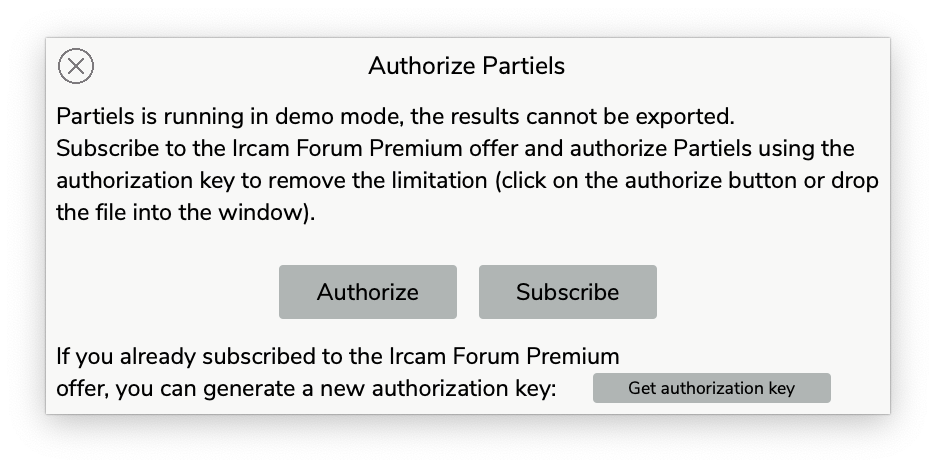 Authorize Partiels
Partiels is running in demo mode, the results cannot be exported.
Subscribe to the Ircam Forum Premium offer and authorize Partiels using the
authorization key to remove the limitation (click on the authorize button or drop
the file into the window).
Authorize Subscribe
If you already subscribed to the Ircam Forum Premium
offer, you can generate a new authorization key: Get authorization key